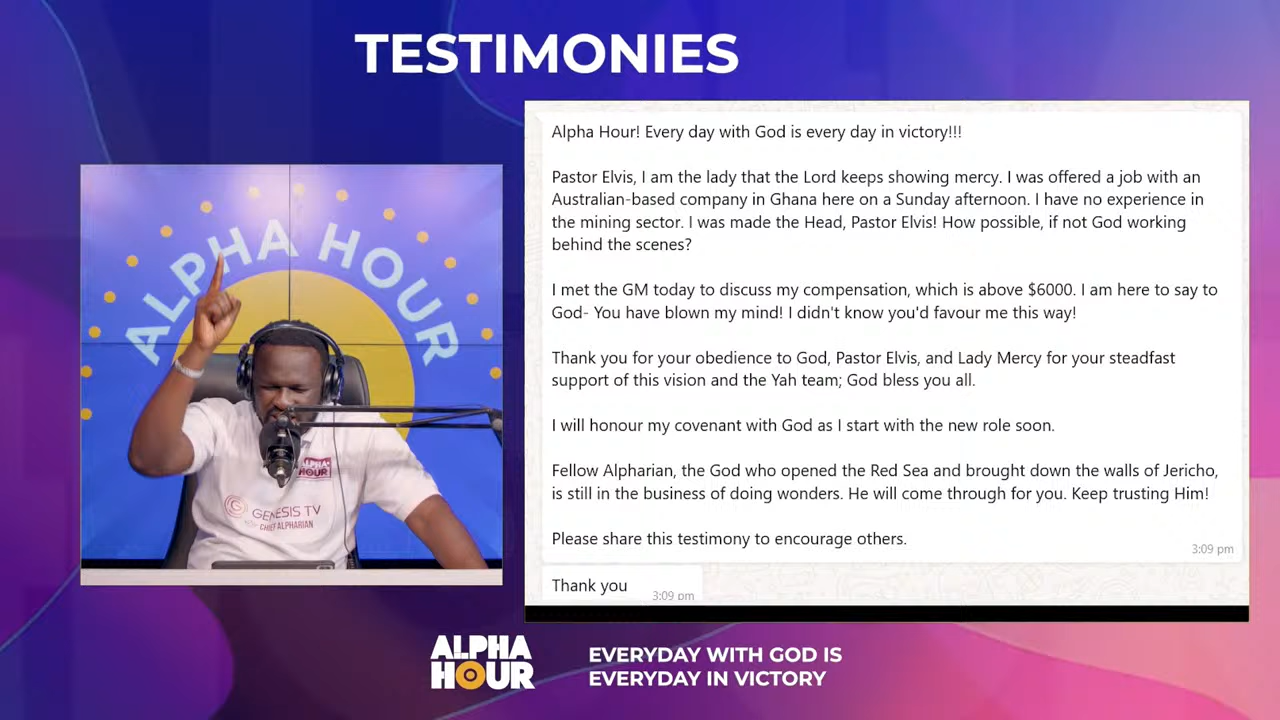 TESTIMONIES
ALPHA HOUR
ALPHA
HOUR
GENESIS TV
CHIEF ALPHARIAN
Alpha Hour! Every day with God is every day in victory!!!
Pastor Elvis, I am the lady that the Lord keeps showing mercy. I was offered a job with an
Australian-based company in Ghana here on a Sunday afternoon. I have no experience in
the mining sector. I was made the Head, Pastor Elvis! How possible, if not God working
behind the scenes?
I met the GM today to discuss my compensation, which is above $6000. I am here to say to
God- You have blown my mind! I didn't know you'd favour me this way!
Thank you for your obedience to God, Pastor Elvis, and Lady Mercy for your steadfast
support of this vision and the Yah team; God bless you all.
I will honour my covenant with God as I start with the new role soon.
Fellow Alpharian, the God who opened the Red Sea and brought down the walls of Jericho,
is still in the business of doing wonders. He will come through for you. Keep trusting Him!
Please share this testimony to encourage others.
3:09 pm
Thank you
3:09 pm
ALPHA
HOUR
EVERYDAY WITH GOD IS
EVERYDAY IN VICTORY